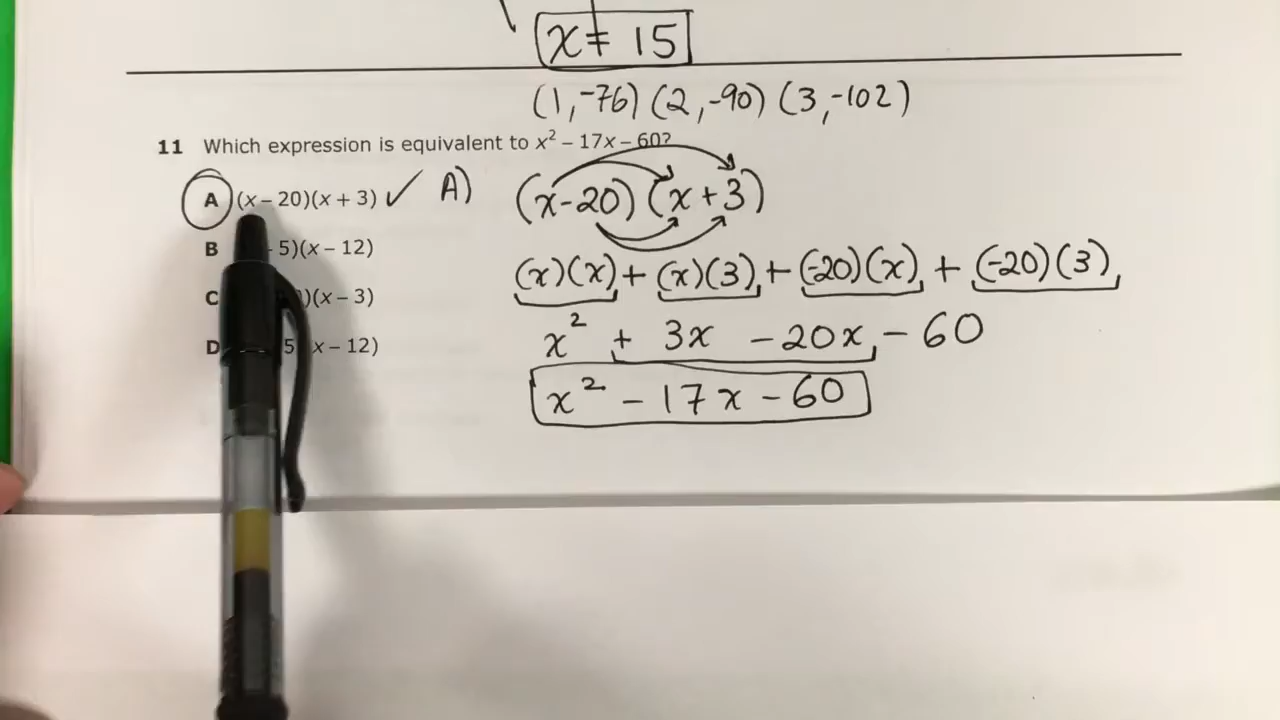 x = 15
(1,-76) (2,-90) (3,-102)
11 Which expression is equivalent to x² – 17x – 60?
A (x – 20)(x + 3) ✓ A) (x-20)(x+3)
B 5)(x – 12)
(x)(x) + (x)(3) + (-20)(x) + (-20)(3)
C )(x – 3)
x² + 3x - 20x - 60
D 5 x – 12)
x² - 17x - 60